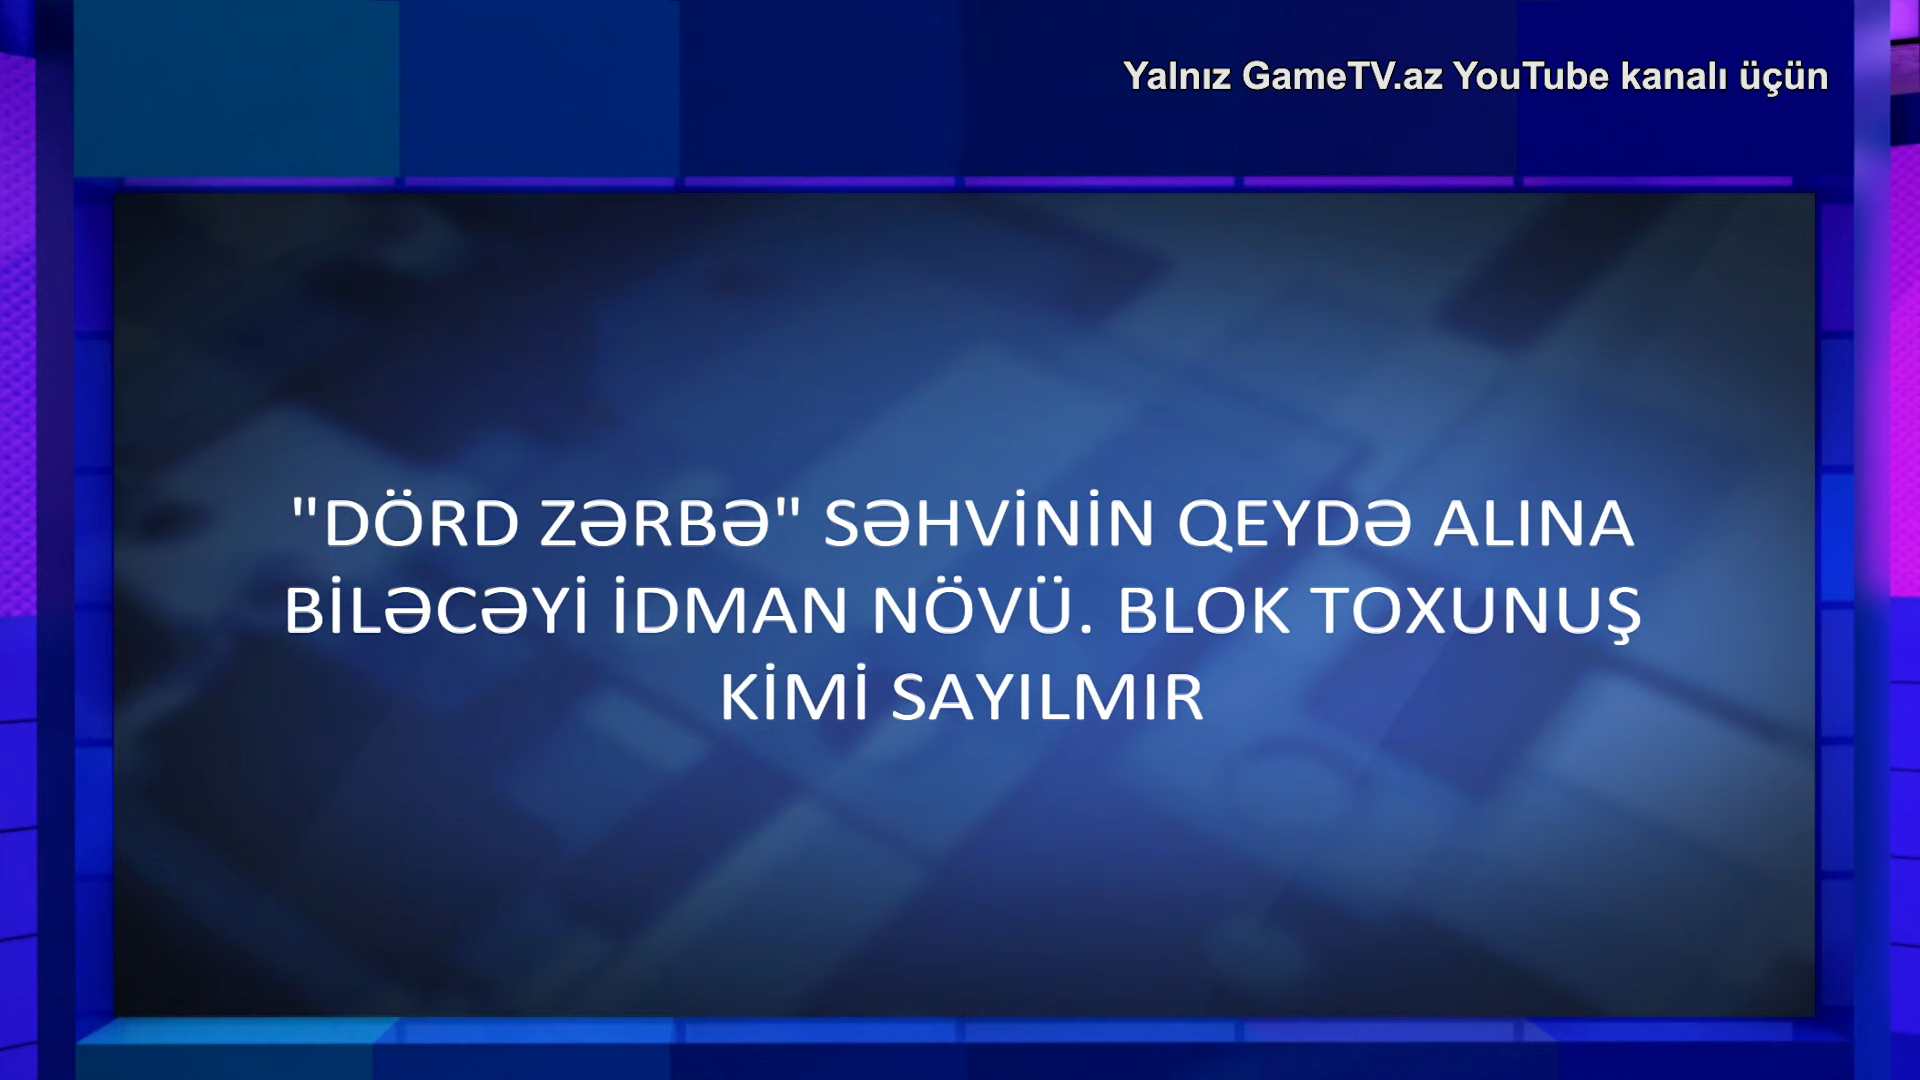 Yalnız GameTV.az YouTube kanalı üçün
"DÖRD ZƏRBƏ" SƏHVİNİN QEYDƏ ALINA
BİLƏCƏYİ İDMAN NÖVÜ. BLOK TOXUNUŞ
KİMİ SAYILMIR